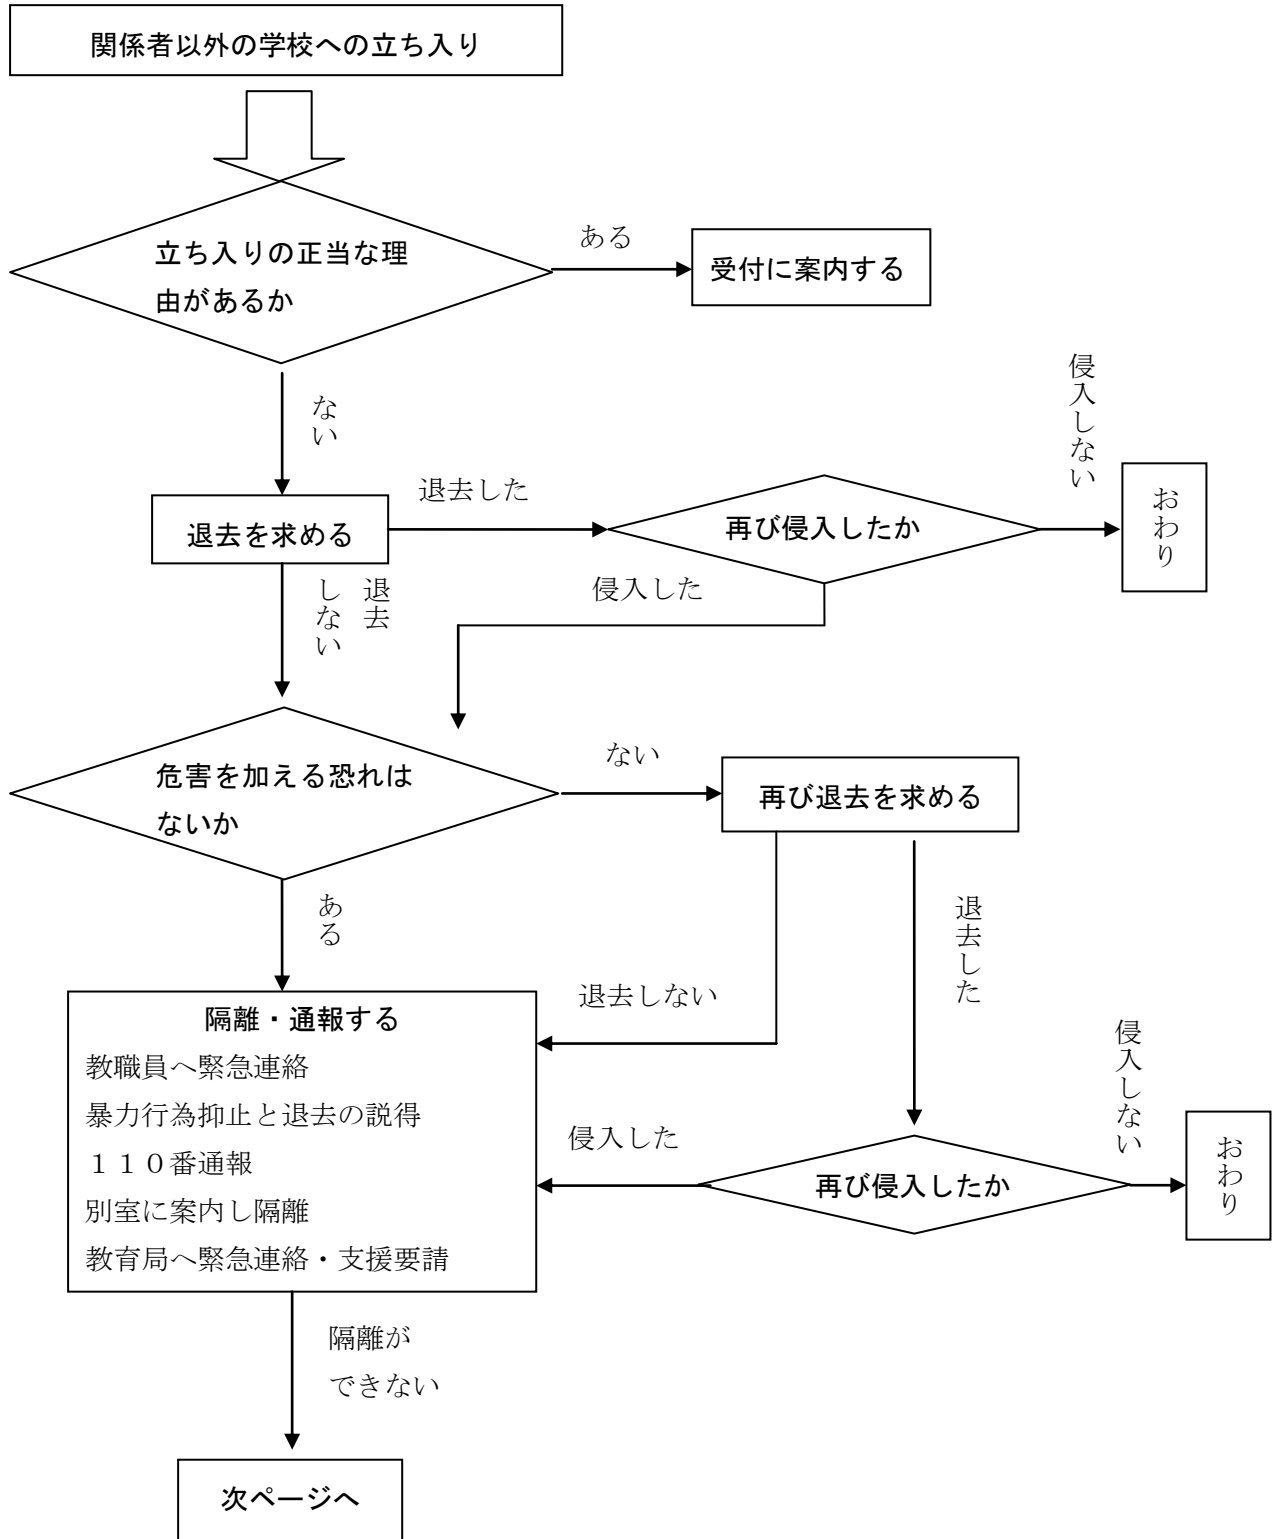 関係者以外の学校への立ち入り
立ち入りの正当な理
由があるか
ある
受付に案内する
ない
退去を求める
退去した
再び侵入したか
侵入しない
おわり
退去
しない
侵入した
危害を加える恐れは
ないか
ない
再び退去を求める
ある
退去しない
退去した
隔離・通報する
教職員へ緊急連絡
暴力行為抑止と退去の説得
１１０番通報
別室に案内し隔離
教育局へ緊急連絡・支援要請
侵入した
再び侵入したか
侵入しない
おわり
隔離が
できない
次ページへ